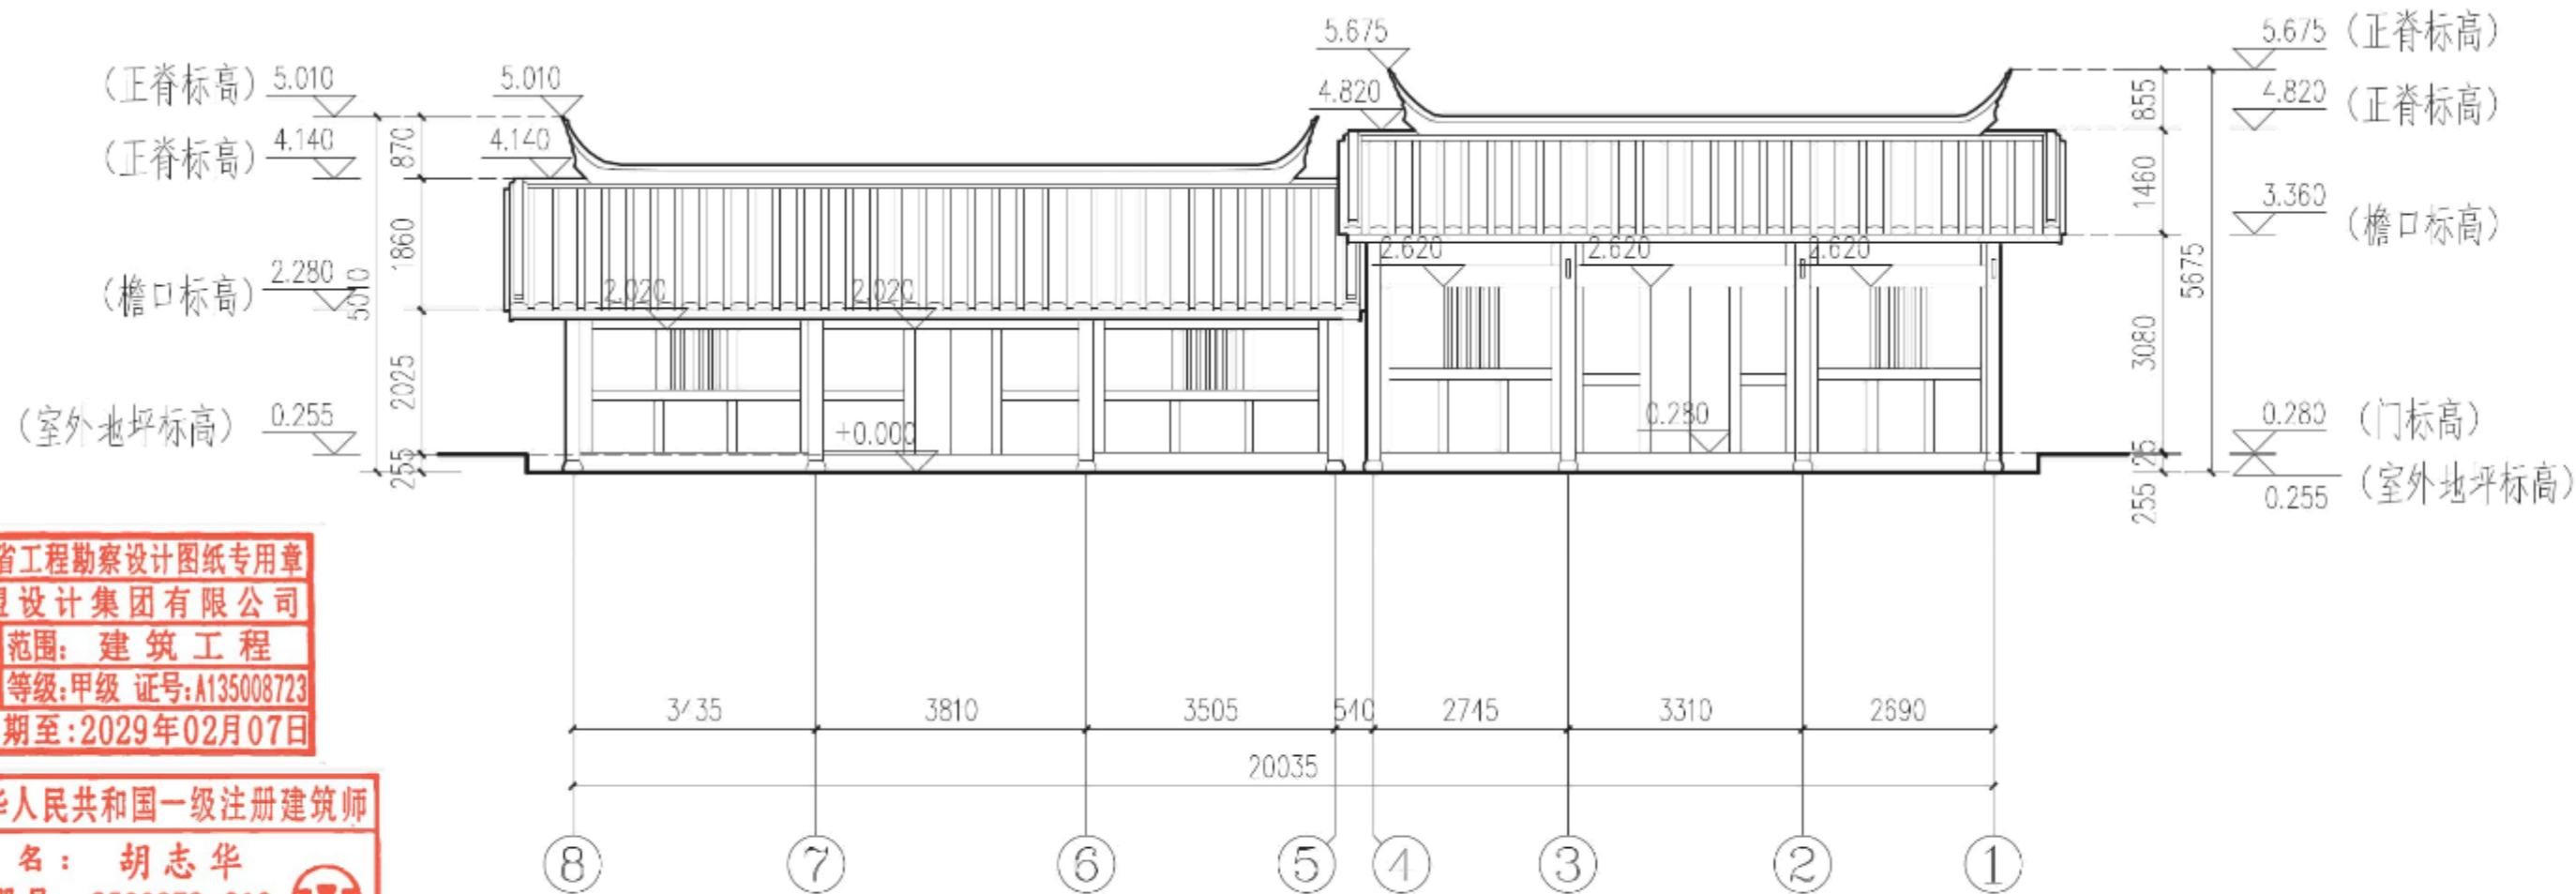 5.675
5.675 (正脊标高)
(正脊标高) 5.010
5.010
4.820
4.820 (正脊标高)
855
(正脊标高) 4.140
4.140
870
1460
3.360
(檐口标高)
1860
2.620
2.620
2.620
5675
(檐口标高) 2.280
2.020
2.020
3080
2025
(室外地坪标高) 0.255
±0.000
0.280
0.280 (门标高)
25
255
255
0.255 (室外地坪标高)
省工程勘察设计图纸专用章
设计集团有限公司
范围: 建筑工程
等级:甲级 证号:A135008723
期至:2029年02月07日
3810
3505
540
2745
3310
2690
20035
人民共和国一级注册建筑师
名: 胡志华
8
7
6
5
4
3
2
1